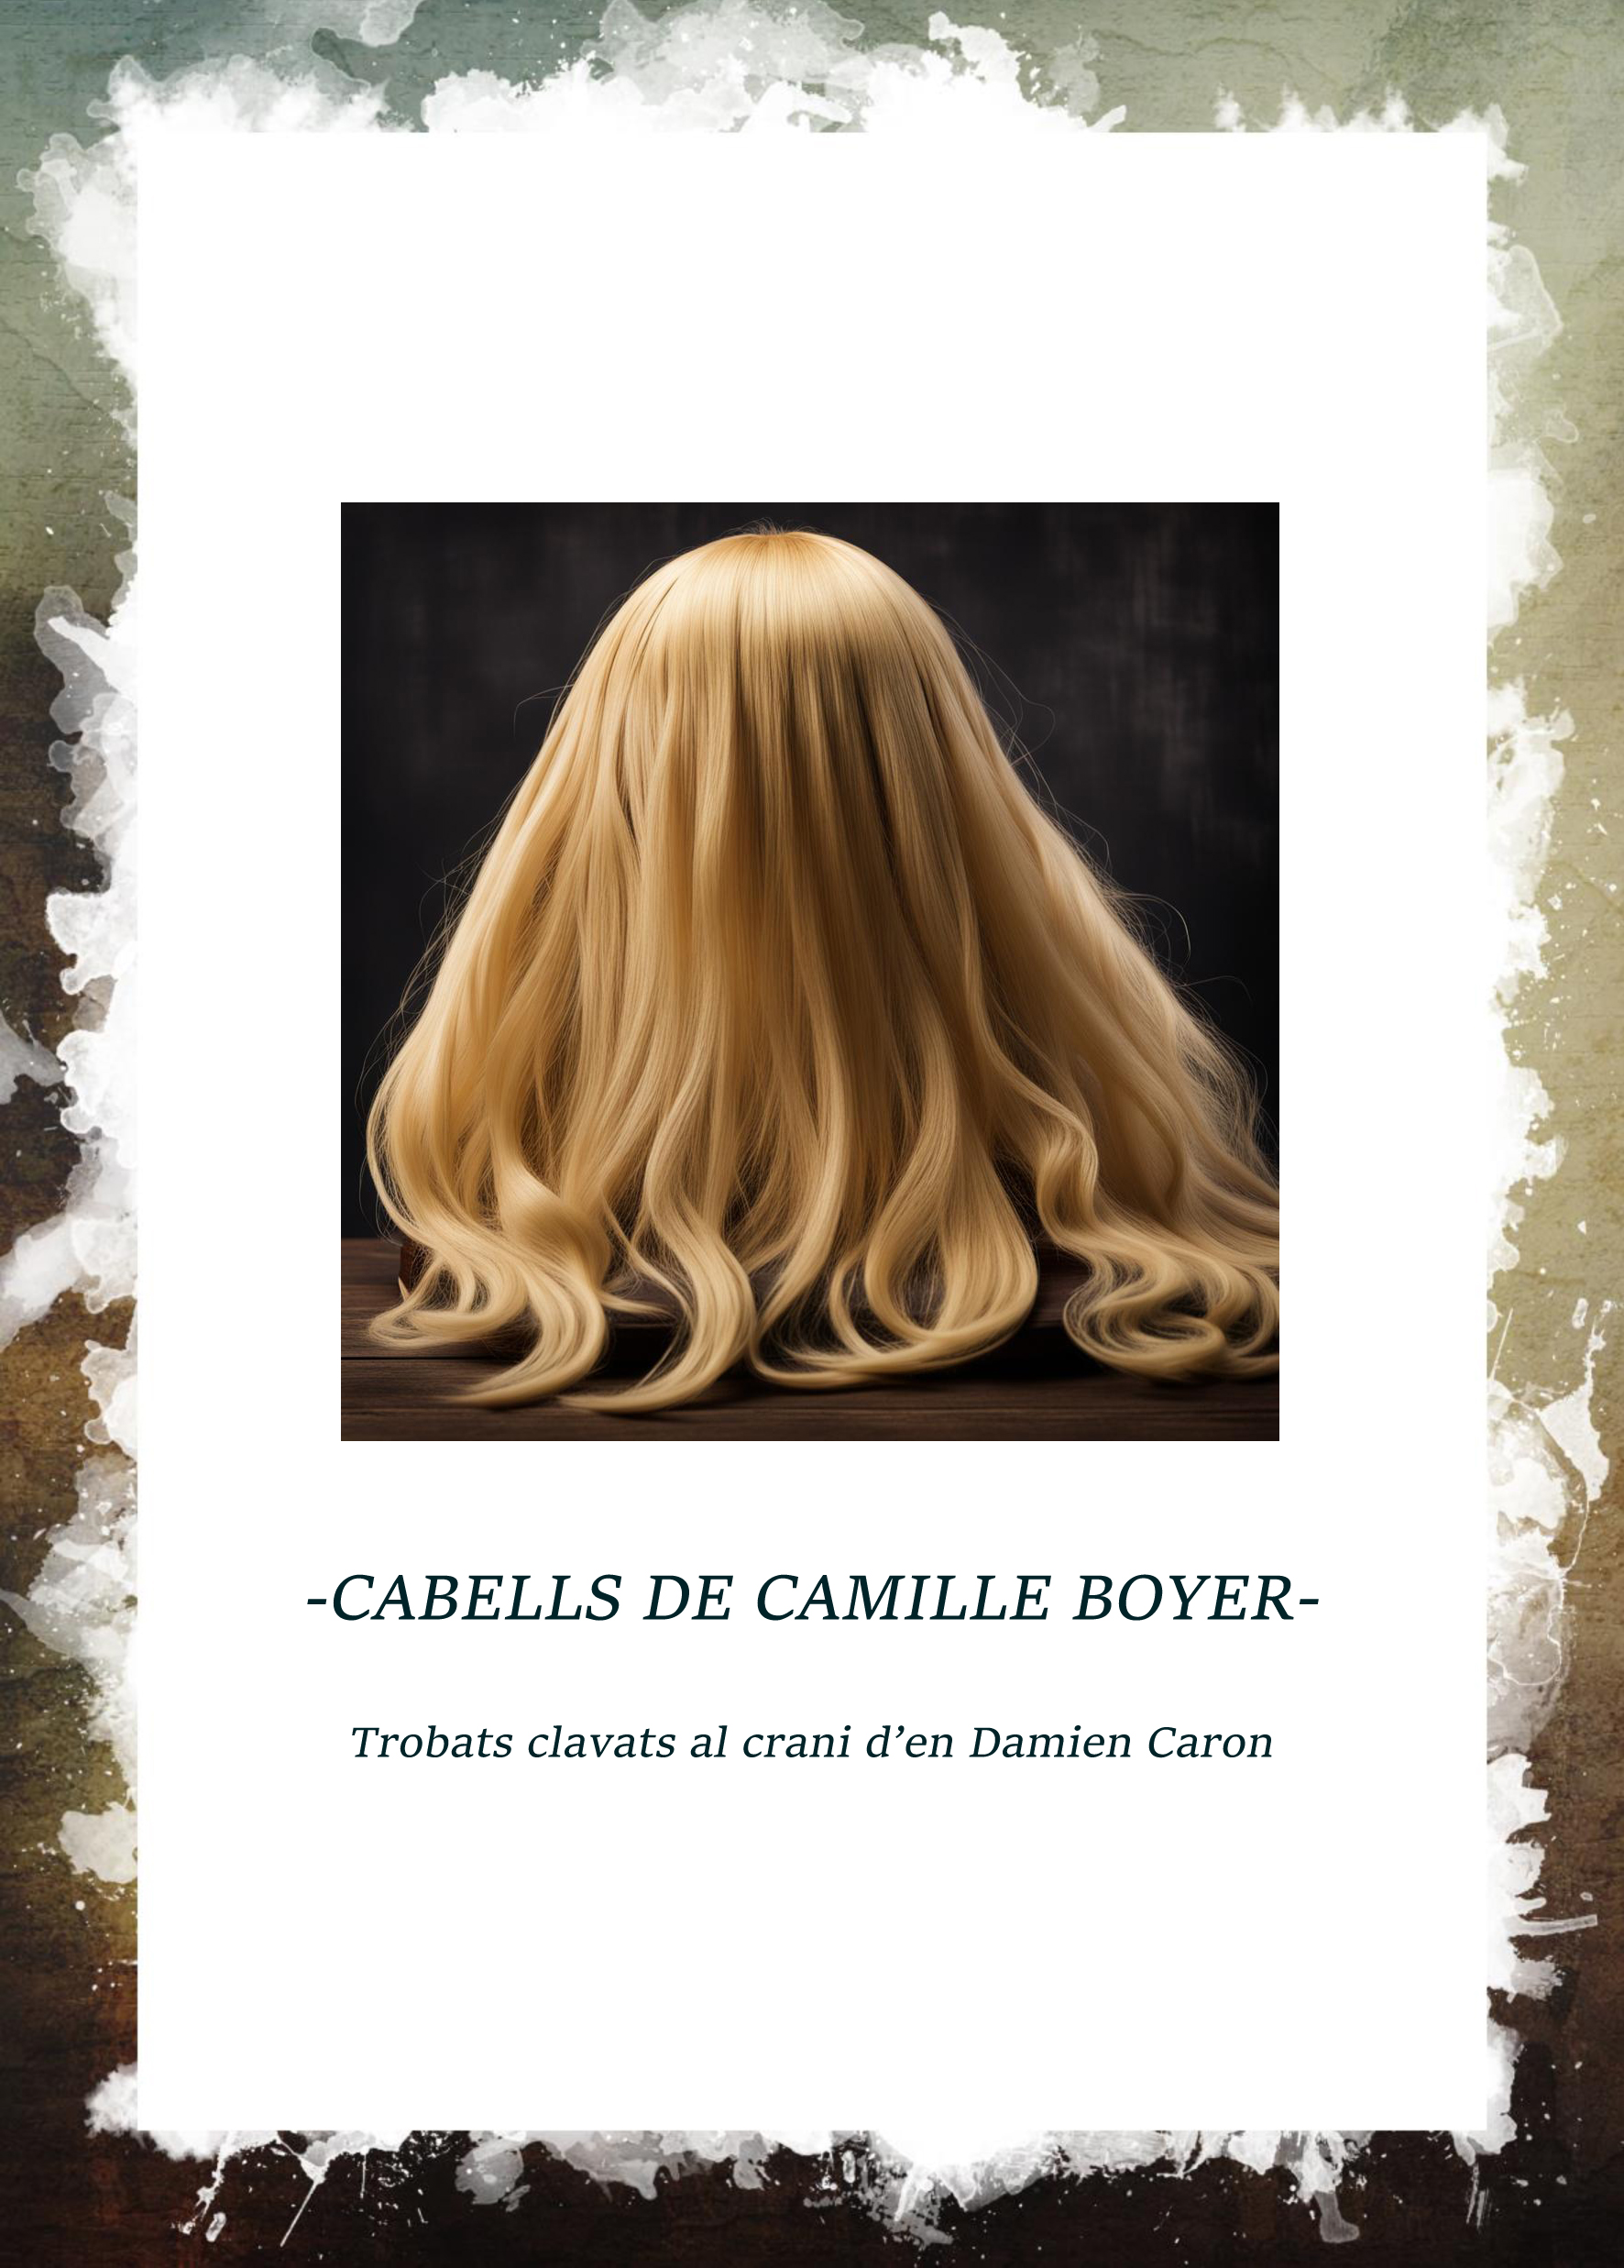 -CABELLS DE CAMILLE BOYER-
Trobats clavats al crani d’en Damien Caron